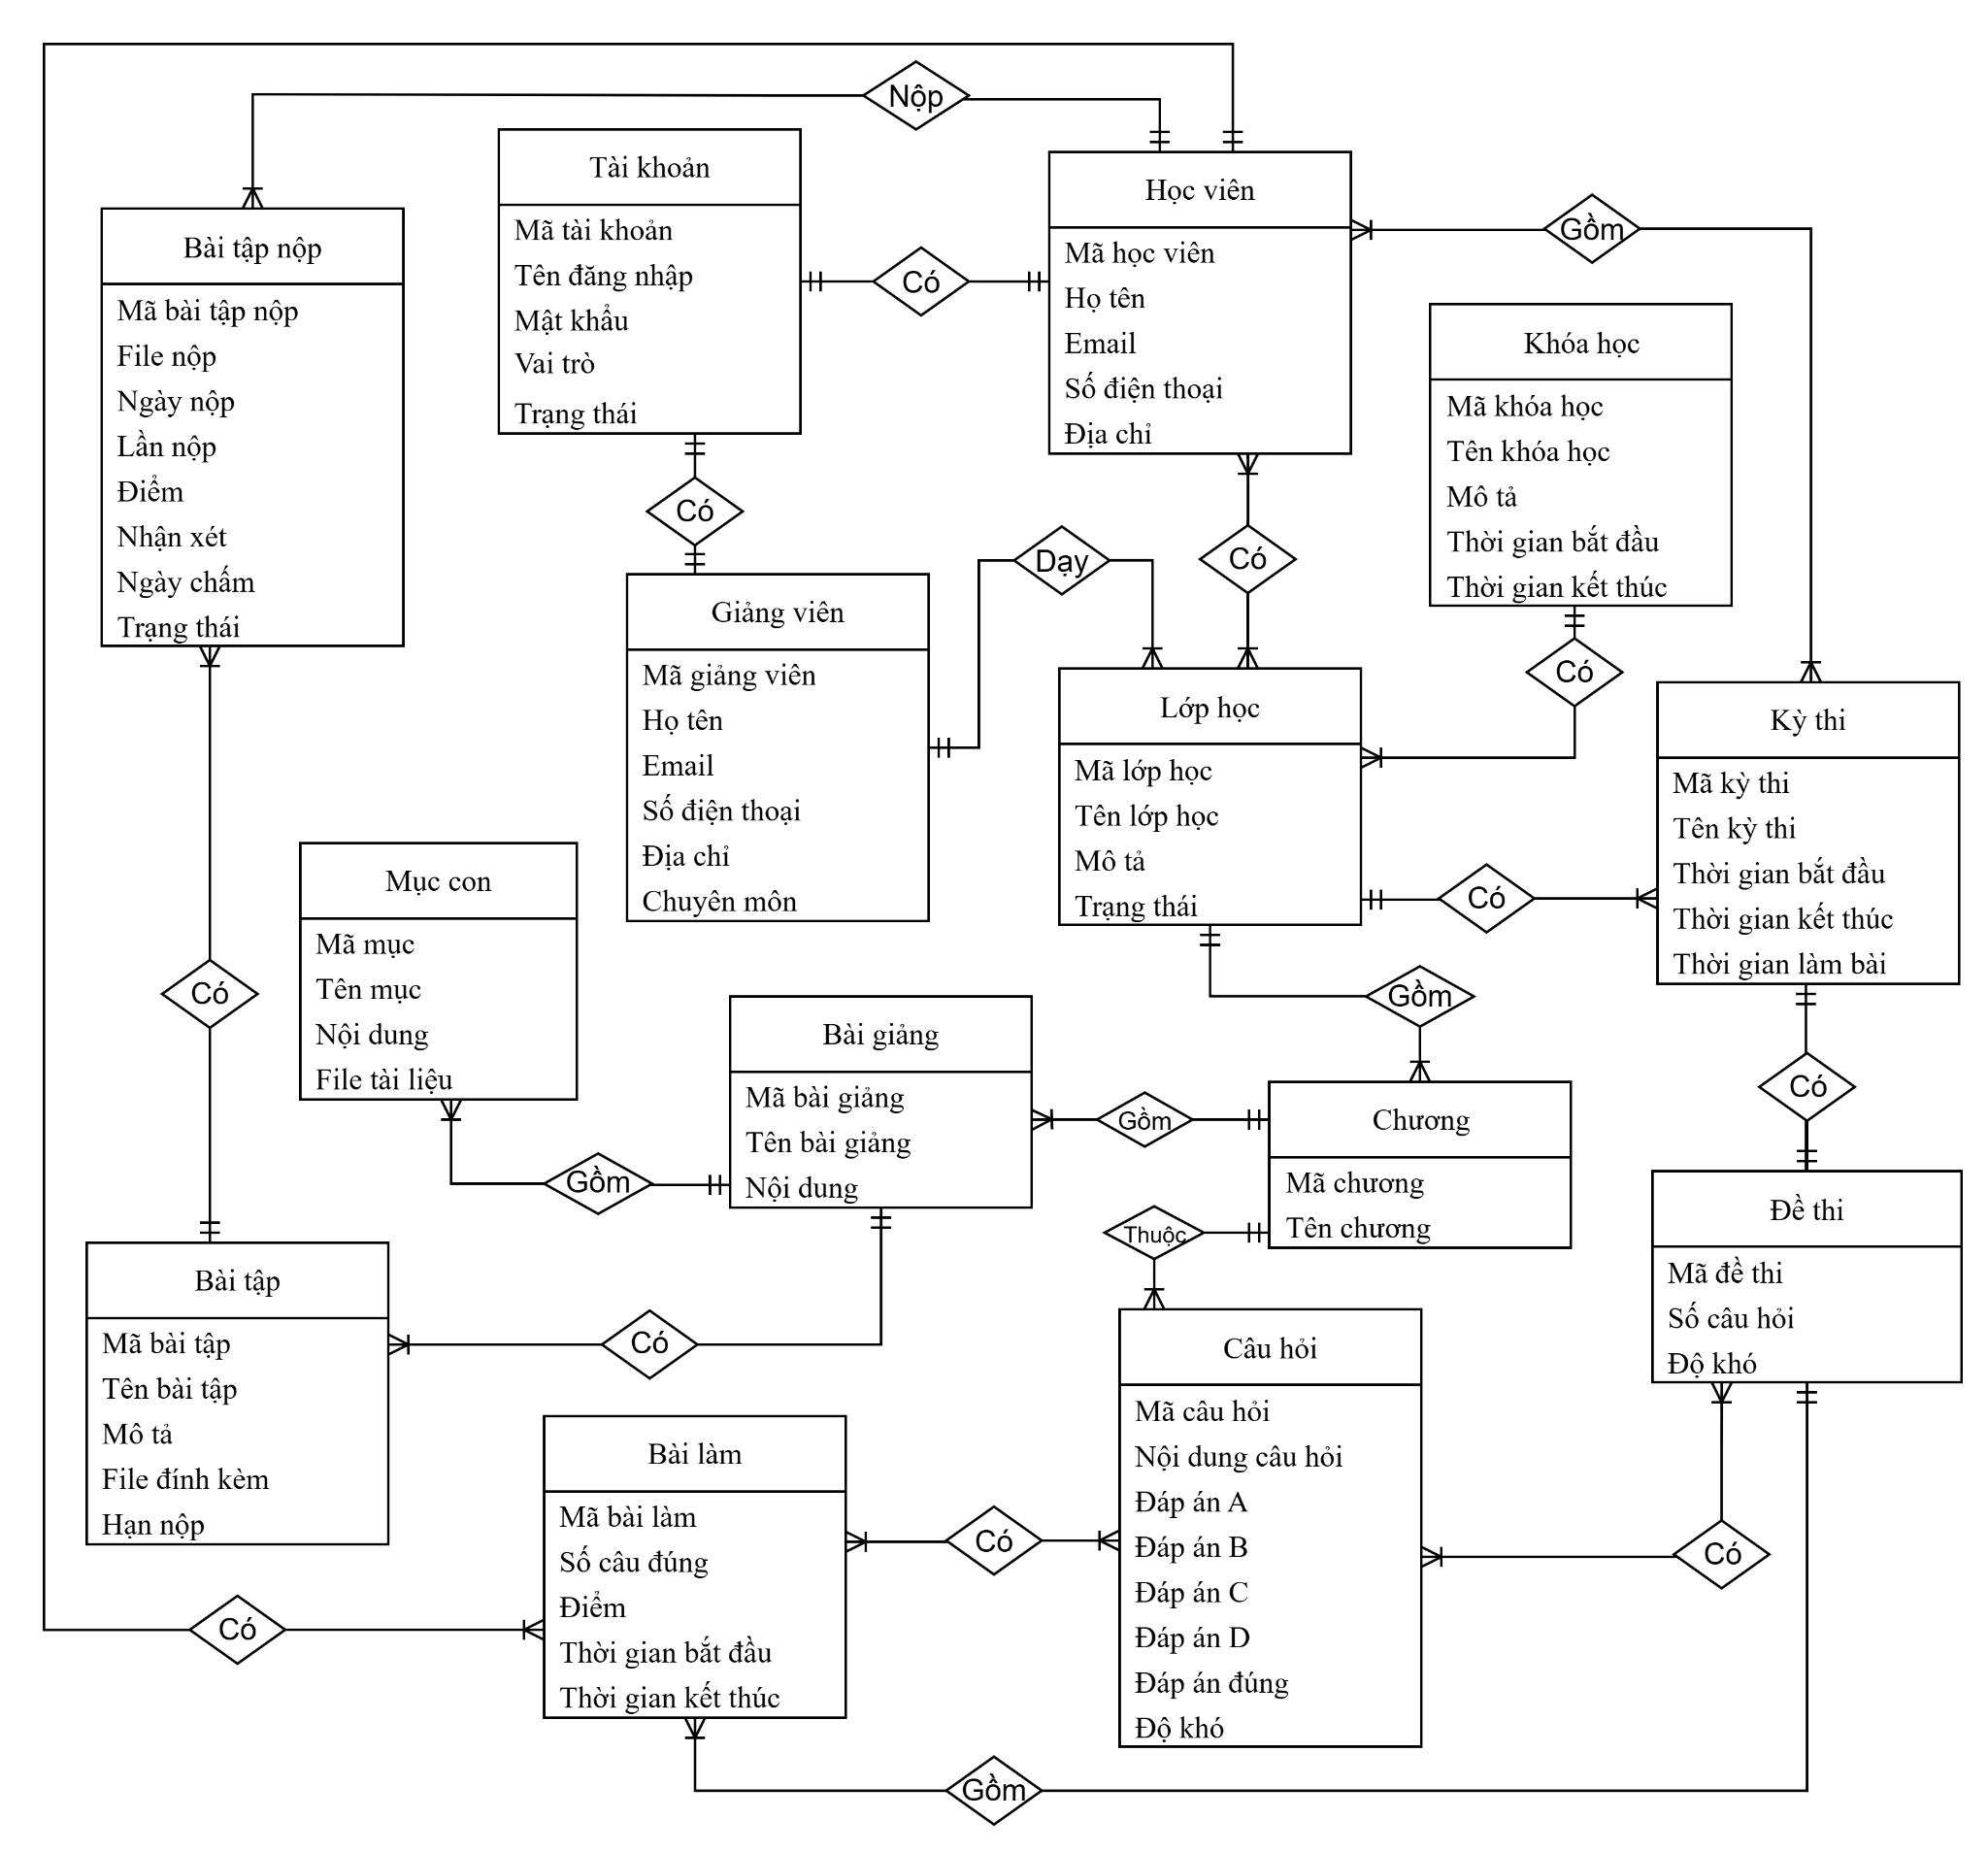 Nộp
Tài khoản
Mã tài khoản
Tên đăng nhập
Mật khẩu
Vai trò
Trạng thái
Học viên
Mã học viên
Họ tên
Email
Số điện thoại
Địa chỉ
Gồm
Bài tập nộp
Mã bài tập nộp
File nộp
Ngày nộp
Lần nộp
Điểm
Nhận xét
Ngày chấm
Trạng thái
Có
Khóa học
Mã khóa học
Tên khóa học
Mô tả
Thời gian bắt đầu
Thời gian kết thúc
Có
Dạy
Có
Giảng viên
Mã giảng viên
Họ tên
Email
Số điện thoại
Địa chỉ
Chuyên môn
Có
Lớp học
Mã lớp học
Tên lớp học
Mô tả
Trạng thái
Kỳ thi
Mã kỳ thi
Tên kỳ thi
Thời gian bắt đầu
Thời gian kết thúc
Thời gian làm bài
Có
Mục con
Mã mục
Tên mục
Nội dung
File tài liệu
Có
Gồm
Bài giảng
Mã bài giảng
Tên bài giảng
Nội dung
Gồm
Chương
Mã chương
Tên chương
Có
Gồm
Thuộc
Đề thi
Mã đề thi
Số câu hỏi
Độ khó
Bài tập
Mã bài tập
Tên bài tập
Mô tả
File đính kèm
Hạn nộp
Có
Câu hỏi
Mã câu hỏi
Nội dung câu hỏi
Đáp án A
Đáp án B
Đáp án C
Đáp án D
Đáp án đúng
Độ khó
Bài làm
Mã bài làm
Số câu đúng
Điểm
Thời gian bắt đầu
Thời gian kết thúc
Có
Có
Có
Gồm